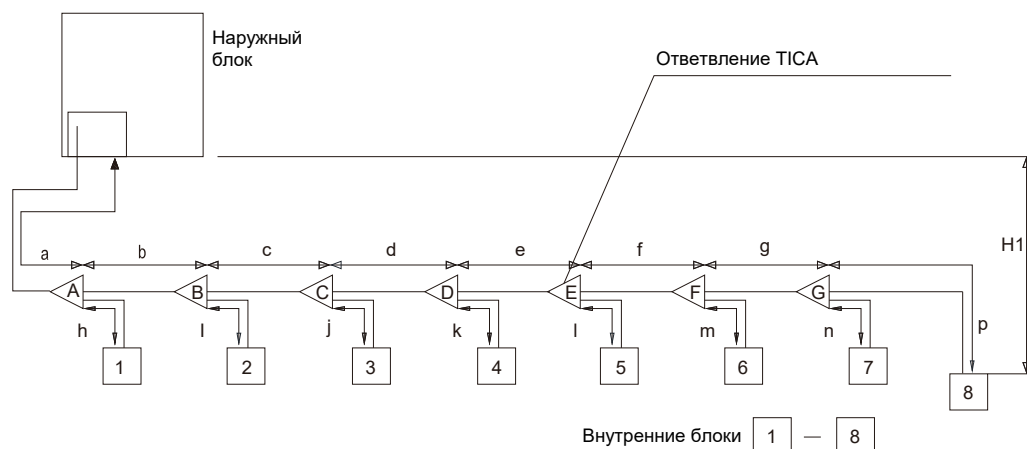 Наружный
блок
Ответвление TICA
H1
a b c d e f g
A B C D E F G
h l j k l m n p
1 2 3 4 5 6 7
8
Внутренние блоки 1 — 8